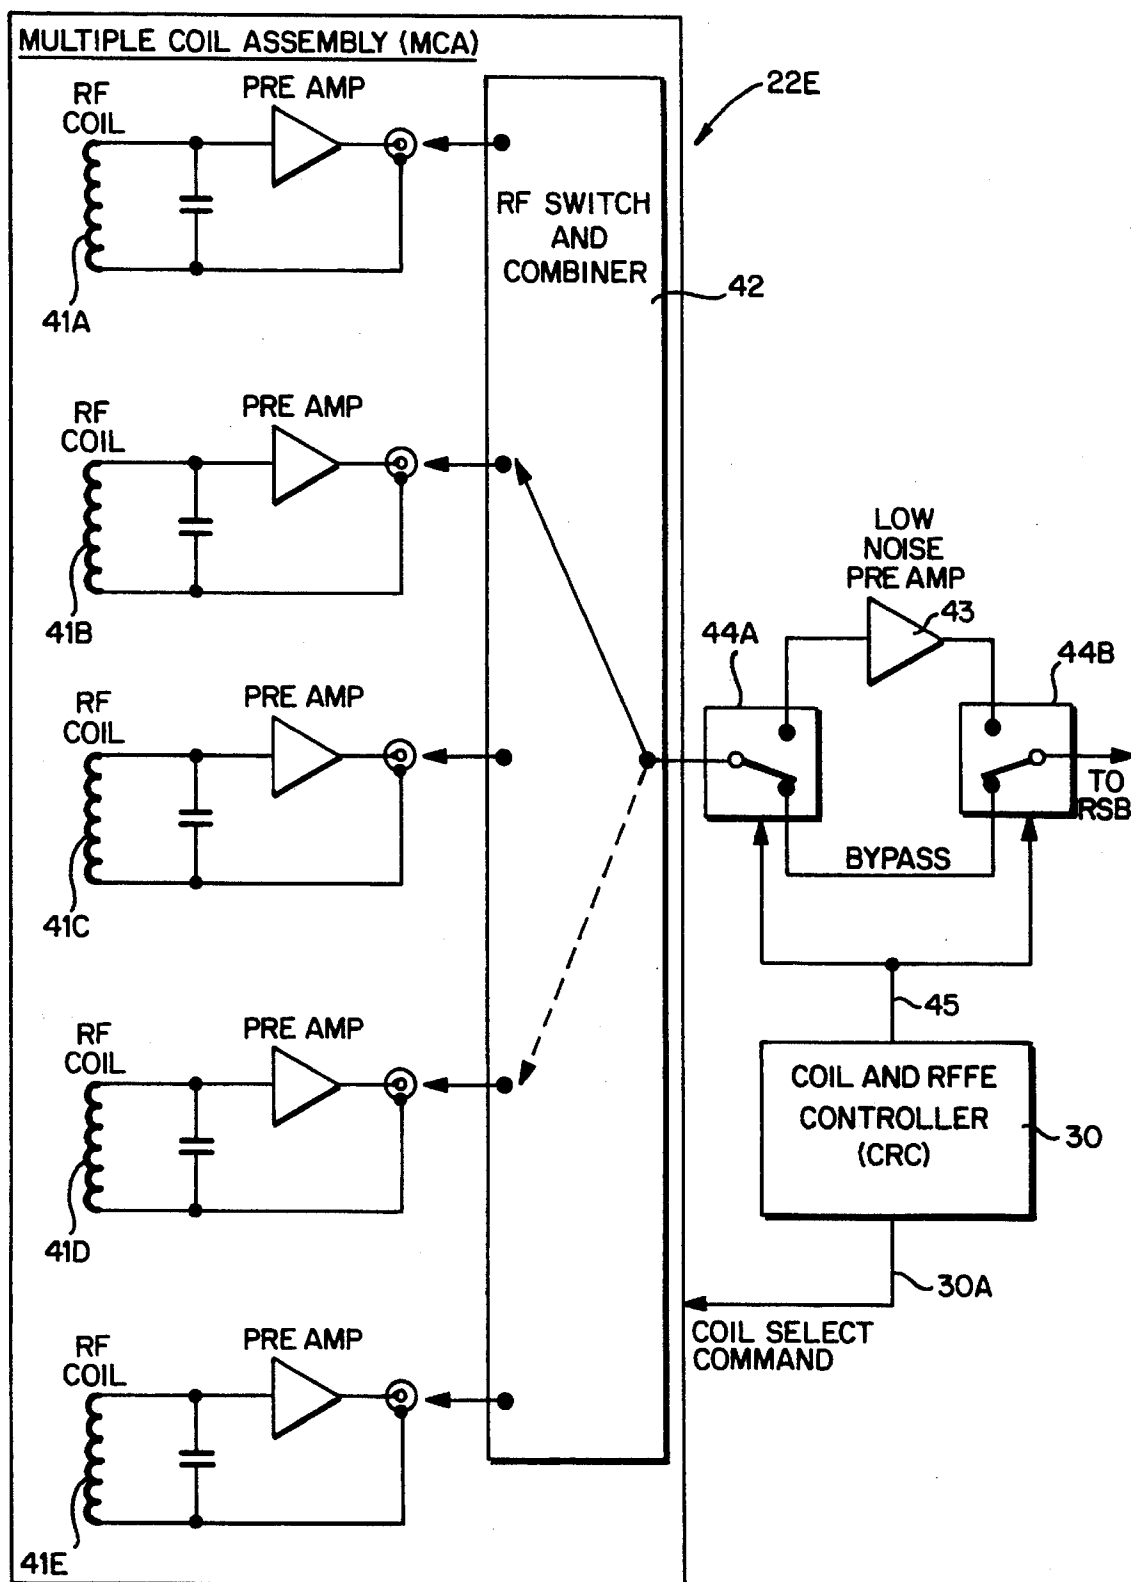 MULTIPLE COIL ASSEMBLY (MCA)
RF
COIL
PRE AMP
41A
RF
COIL
PRE AMP
41B
RF
COIL
PRE AMP
41C
RF
COIL
PRE AMP
41D
RF
COIL
PRE AMP
41E
RF SWITCH
AND
COMBINER
42
22E
LOW
NOISE
PRE AMP
43
44A
44B
TO
RSB
BYPASS
45
COIL AND RFFE
CONTROLLER
(CRC)
30
30A
COIL SELECT
COMMAND